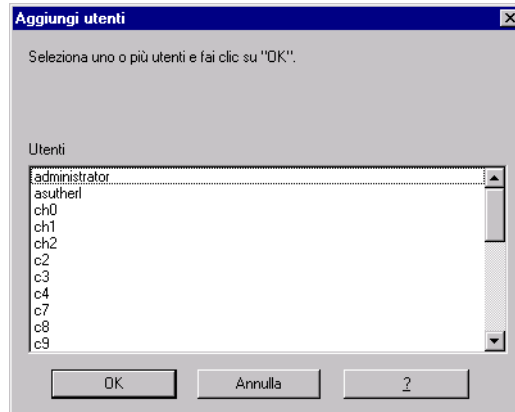 Aggiungi utenti
Seleziona uno o più utenti e fai clic su "OK".
Utenti
administrator
asutherl
ch0
ch1
ch2
c2
c3
c4
c7
c8
c9
OK Annulla ?